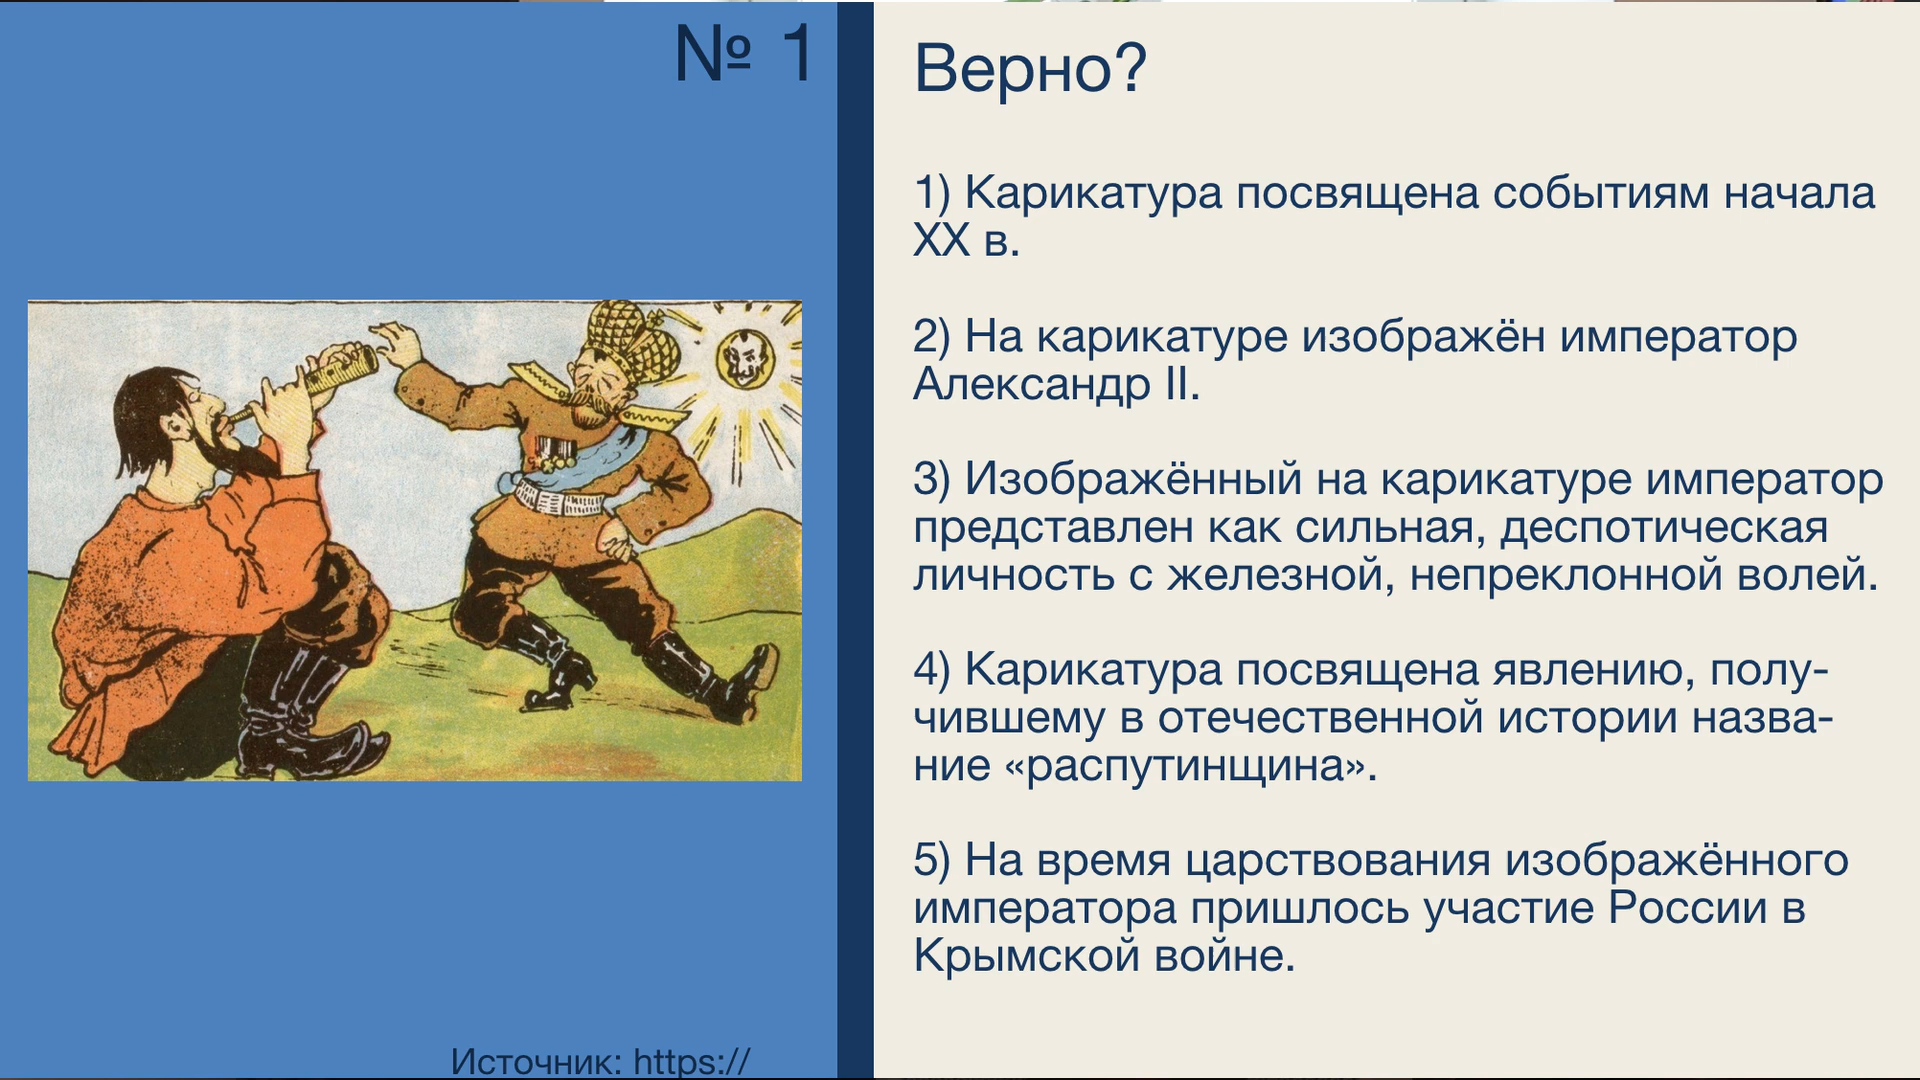 № 1
Верно?
1) Карикатура посвящена событиям начала
XX в.
2) На карикатуре изображён император
Александр II.
3) Изображённый на карикатуре император
представлен как сильная, деспотическая
личность с железной, непреклонной волей.
4) Карикатура посвящена явлению, полу-
чившему в отечественной истории назва-
ние «распутинщина».
5) На время царствования изображённого
императора пришлось участие России в
Крымской войне.
Источник: https://